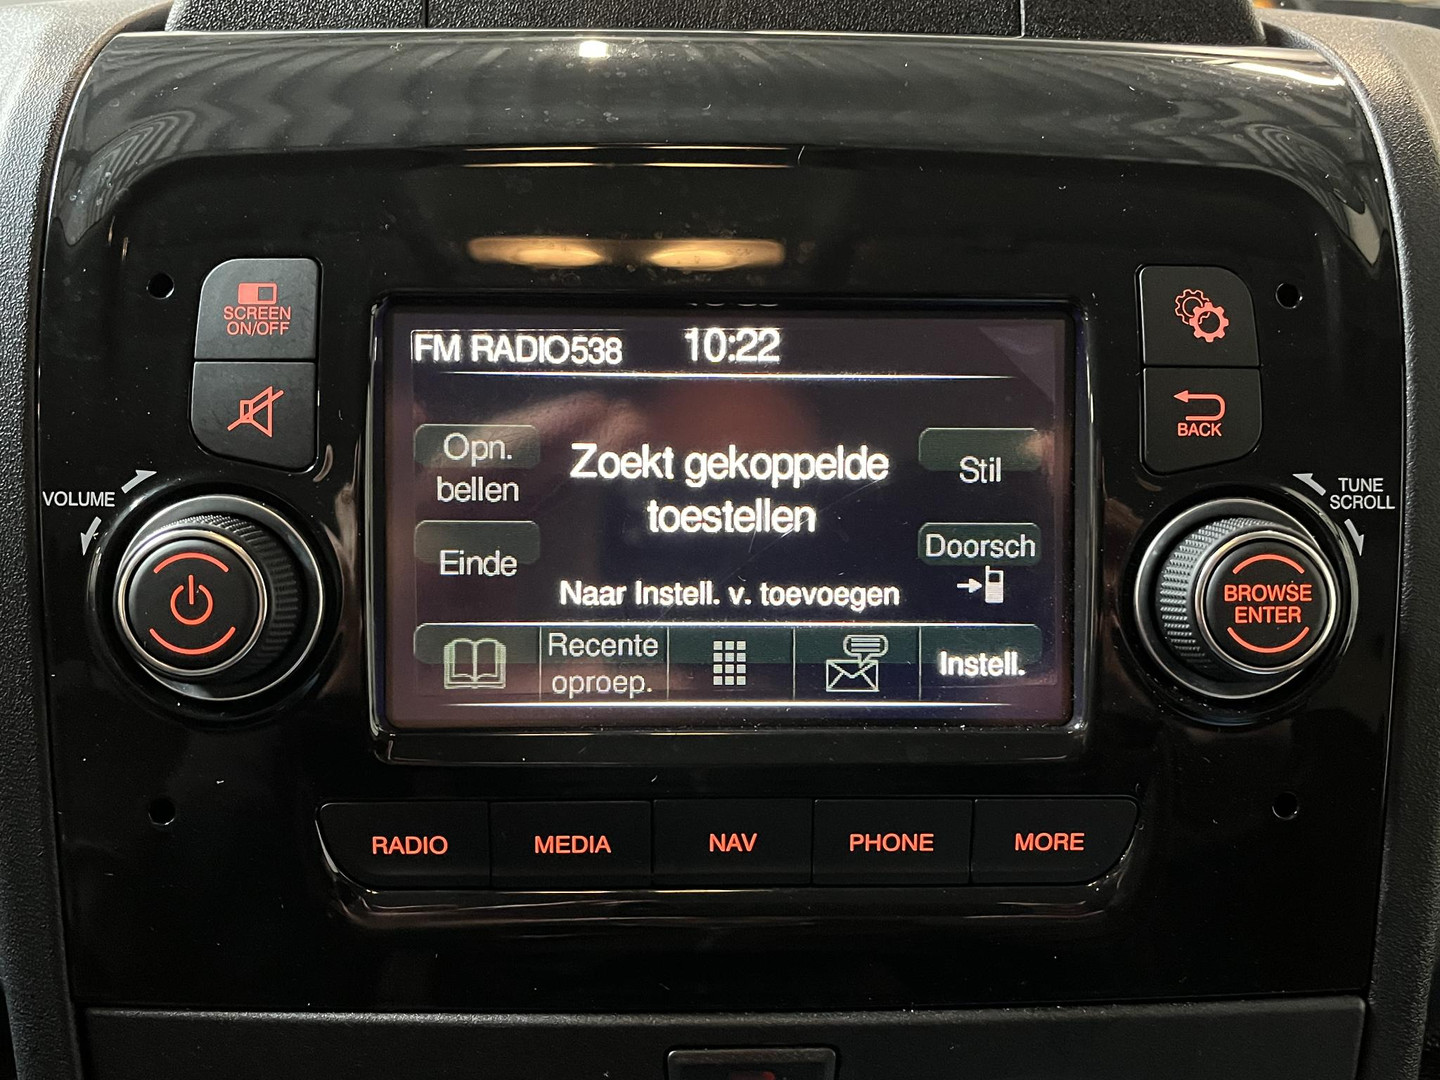 SCREEN
ON/OFF
VOLUME
FM RADIO538
10:22
Opn.
bellen
Zoekt gekoppelde
toestellen
Stil
Einde
Doorsch
Naar Instell. v. toevoegen
Recente
oproep.
Instell.
BACK
TUNE
SCROLL
BROWSE
ENTER
RADIO
MEDIA
NAV
PHONE
MORE